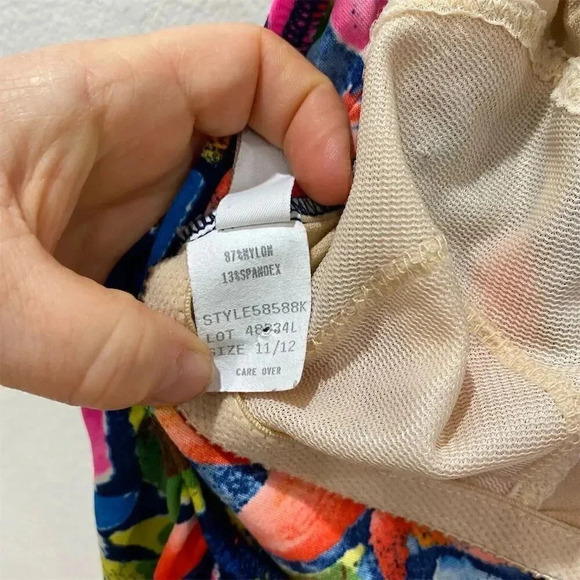 87%NYLON
13%SPANDEX
STYLE58588K
LOT
SIZE 11/12
CARE OVER